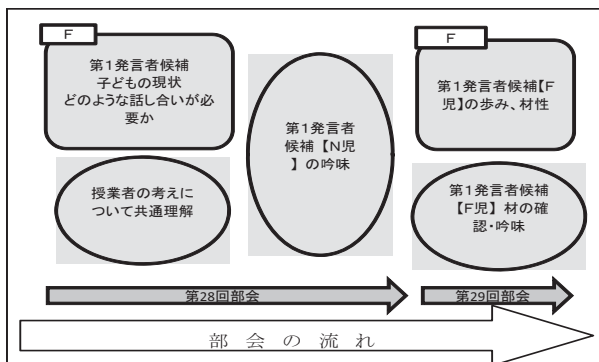 F
第1発言者候補
子どもの現状
どのような話し合いが必
要か
授業者の考えに
ついて共通理解
第1発言者
候補【N児
】の吟味
F
第1発言者候補【F
児】の歩み、材性
第1発言者候補
【F児】材の確
認・吟味
第28回部会
第29回部会
部会の流れ